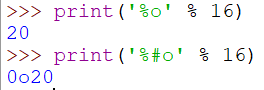 >>> print('%o' % 16)
20
>>> print('%#o' % 16)
0o20